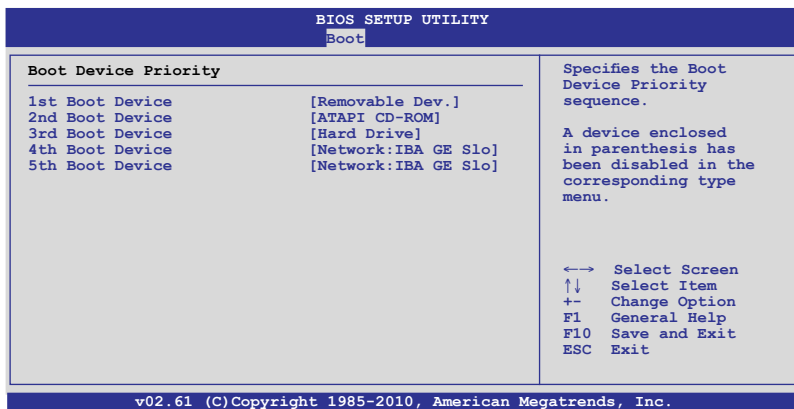 BIOS SETUP UTILITY
Boot
Boot Device Priority
1st Boot Device [Removable Dev.]
2nd Boot Device [ATAPI CD-ROM]
3rd Boot Device [Hard Drive]
4th Boot Device [Network:IBA GE Slo]
5th Boot Device [Network:IBA GE Slo]
Specifies the Boot
Device Priority
sequence.
A device enclosed
in parenthesis has
been disabled in the
corresponding type
menu.
←→ Select Screen
↑↓ Select Item
+- Change Option
F1 General Help
F10 Save and Exit
ESC Exit
v02.61 (C)Copyright 1985-2010, American Megatrends, Inc.